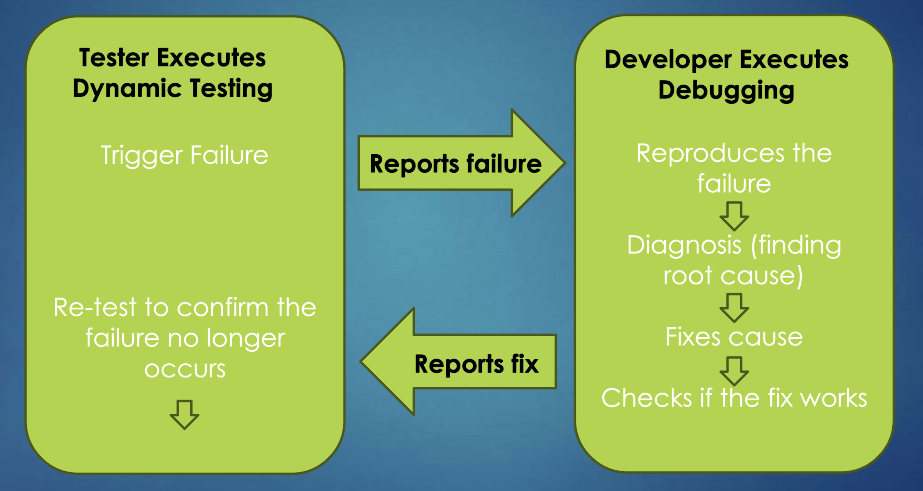 Tester Executes
Dynamic Testing
Trigger Failure
Re-test to confirm the
failure no longer
occurs
Reports failure
Reports fix
Developer Executes
Debugging
Reproduces the
failure
Diagnosis (finding
root cause)
Fixes cause
Checks if the fix works